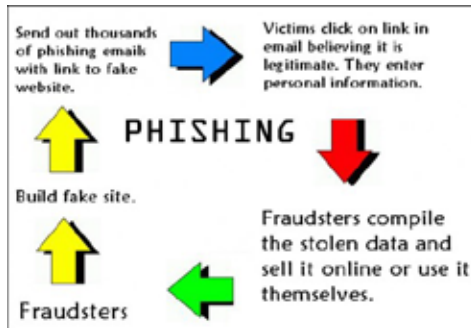 Send out thousands
of phishing emails
with link to fake
website.
Victims click on link in
email believing it is
legitimate. They enter
personal information.
PHISHING
Build fake site.
Fraudsters compile
the stolen data and
sell it online or use it
themselves.
Fraudsters